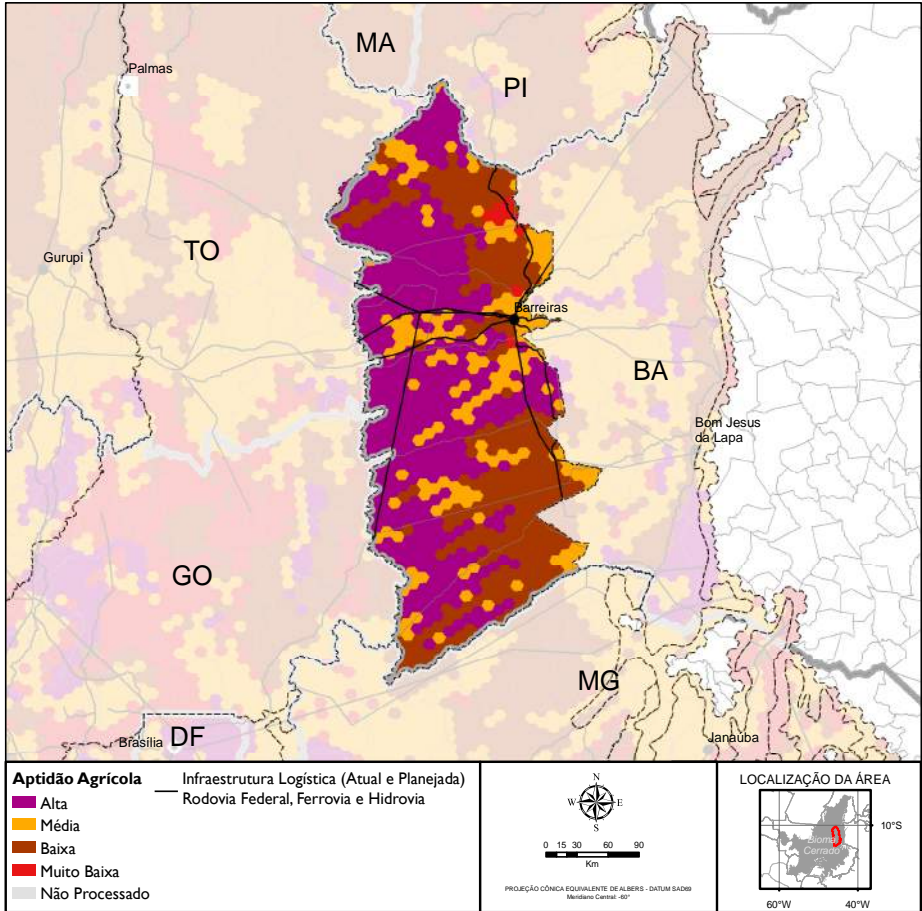 MA
Palmas
PI
TO
Gurupi
Barreiras
BA
Bom Jesus
da Lapa
GO
MG
Brasília
DF
Janaúba
Aptidão Agrícola
Alta
Média
Baixa
Muito Baixa
Não Processado
Infraestrutura Logística (Atual e Planejada)
Rodovia Federal, Ferrovia e Hidrovia
N
W E
S
0 15 30 60 90
Km
PROJEÇÃO CÔNICA EQUIVALENTE DE ALBERS - DATUM SAD69
Meridiano Central: -60°
LOCALIZAÇÃO DA ÁREA
Bioma
Cerrado
10°S
60°W 40°W